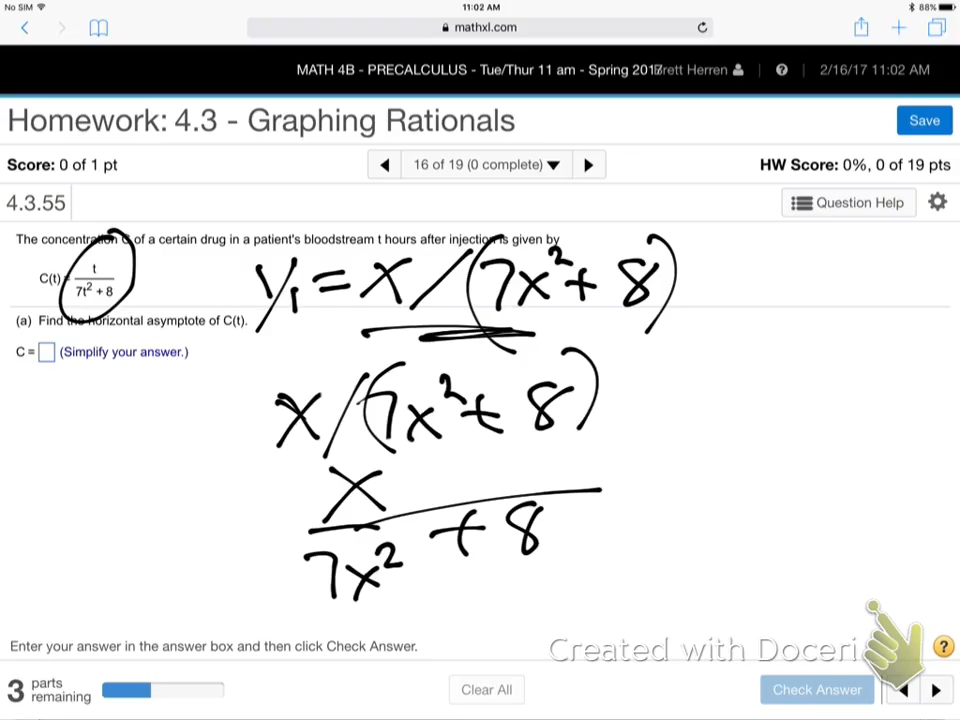 No SIM 11:02 AM 88%
mathxl.com
MATH 4B - PRECALCULUS - Tue/Thur 11 am - Spring 2017 Brett Herren ? 2/16/17 11:02 AM
Homework: 4.3 - Graphing Rationals Save
Score: 0 of 1 pt 16 of 19 (0 complete) HW Score: 0%, 0 of 19 pts
4.3.55 Question Help
The concentration C of a certain drug in a patient's bloodstream t hours after injection is given by
C(t) = t / (7t² + 8)
y₁ = x/(7x² + 8)
(a) Find the horizontal asymptote of C(t).
C = (Simplify your answer.)
x/(7x² + 8)
x
7x² + 8
Enter your answer in the answer box and then click Check Answer.
Created with Doceri
?
3 parts remaining Clear All Check Answer